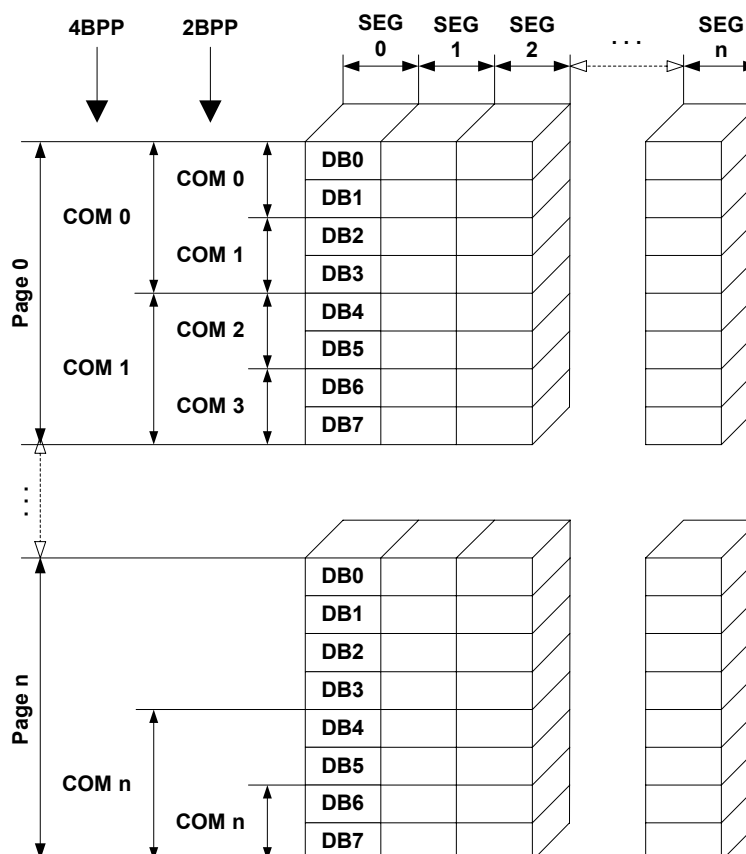 4BPP 2BPP SEG 0 SEG 1 SEG 2 . . . SEG n
Page 0
COM 0
COM 1
COM 0
COM 1
COM 2
COM 3
DB0
DB1
DB2
DB3
DB4
DB5
DB6
DB7
. . .
Page n
COM n
COM n
DB0
DB1
DB2
DB3
DB4
DB5
DB6
DB7